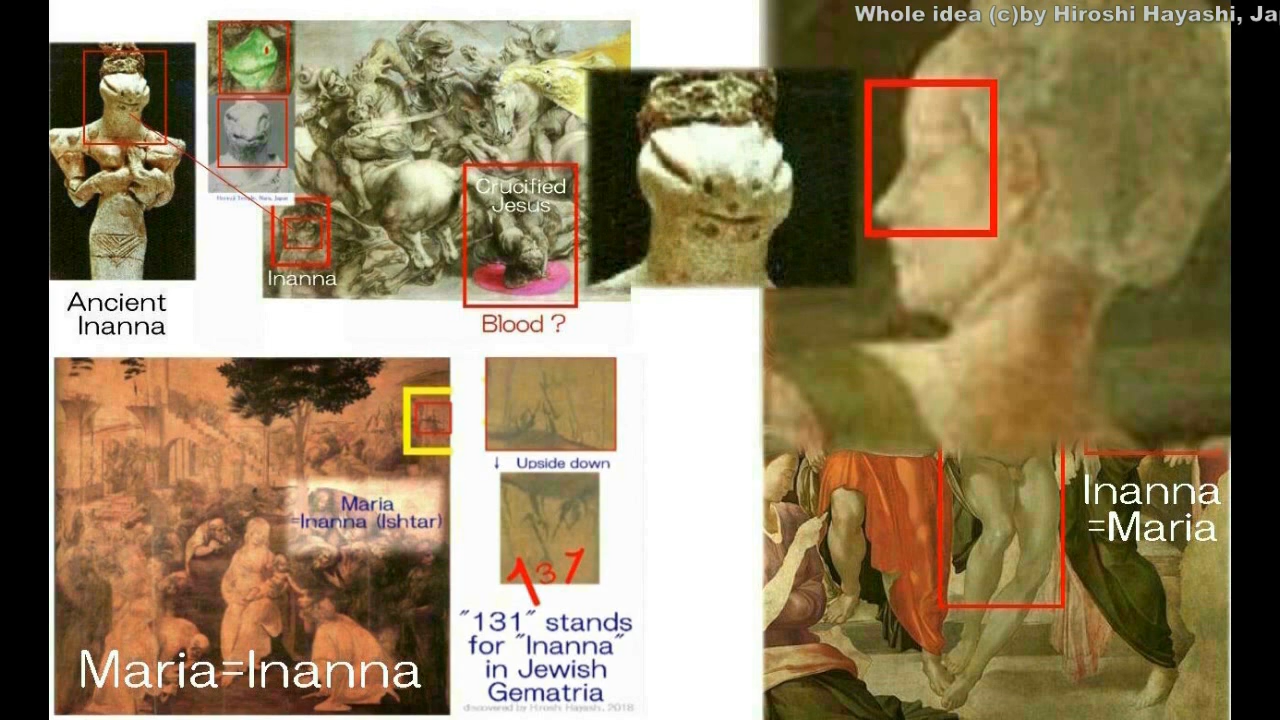 Whole idea (c)by Hiroshi Hayashi, Ja
Crucified
Jesus
Inanna
Blood ?
Ancient
Inanna
↓ Upside down
Maria
=Inanna (Ishtar)
131
"131" stands
for "Inanna"
in Jewish
Gematria
discovered by Hiroshi Hayashi, 2018
Maria=Inanna
Inanna
=Maria